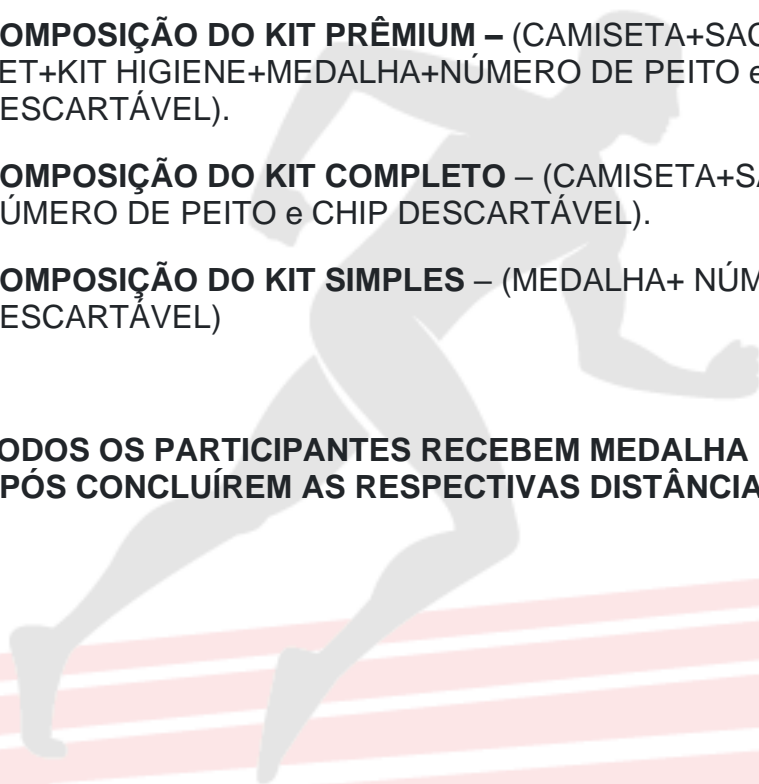 OMPOSIÇÃO DO KIT PRÊMIUM – (CAMISETA+SAC
ET+KIT HIGIENE+MEDALHA+NÚMERO DE PEITO e
ESCARTÁVEL).
OMPOSIÇÃO DO KIT COMPLETO – (CAMISETA+SA
ÚMERO DE PEITO e CHIP DESCARTÁVEL).
OMPOSIÇÃO DO KIT SIMPLES – (MEDALHA+ NÚM
ESCARTÁVEL)
ODOS OS PARTICIPANTES RECEBEM MEDALHA
PÓS CONCLUÍREM AS RESPECTIVAS DISTÂNCIA